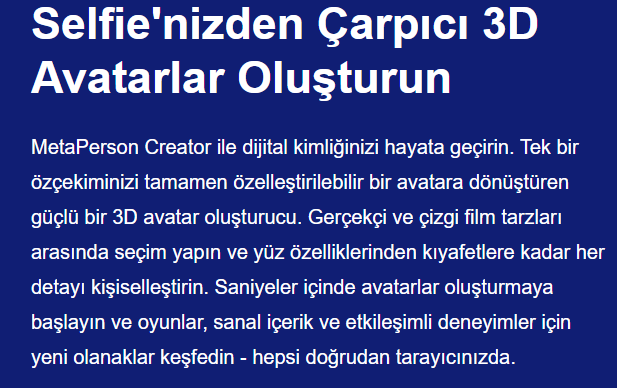 Selfie'nizden Çarpıcı 3D
Avatarlar Oluşturun
MetaPerson Creator ile dijital kimliğinizi hayata geçirin. Tek bir
özçekiminizi tamamen özelleştirilebilir bir avatara dönüştüren
güçlü bir 3D avatar oluşturucu. Gerçekçi ve çizgi film tarzları
arasında seçim yapın ve yüz özelliklerinden kıyafetlere kadar her
detayı kişiselleştirin. Saniyeler içinde avatarlar oluşturmaya
başlayın ve oyunlar, sanal içerik ve etkileşimli deneyimler için
yeni olanaklar keşfedin - hepsi doğrudan tarayıcınızda.